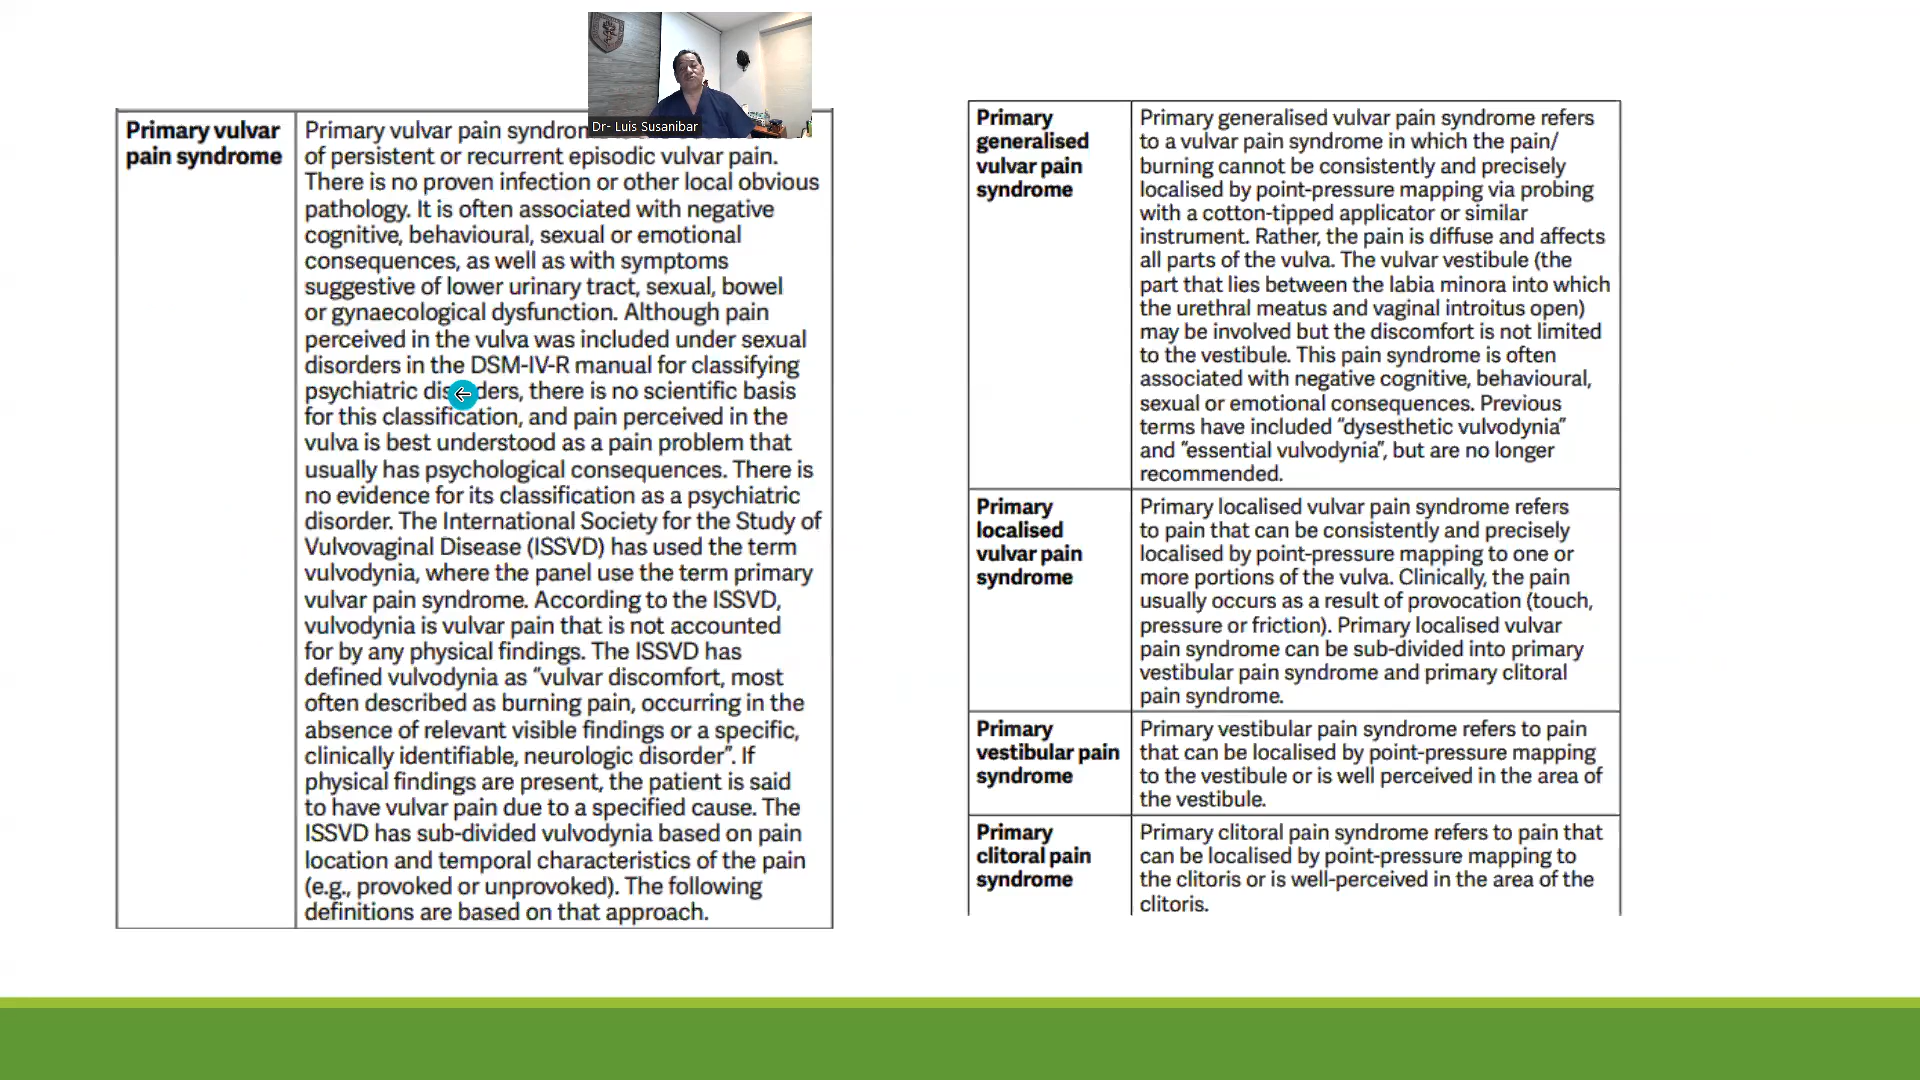 Dr- Luis Susanibar
Primary vulvar
pain syndrome
Primary vulvar pain
of persistent or recurrent episodic vulvar pain.
There is no proven infection or other local obvious
pathology. It is often associated with negative
cognitive, behavioural, sexual or emotional
consequences, as well as with symptoms
suggestive of lower urinary tract, sexual, bowel
or gynaecological dysfunction. Although pain
perceived in the vulva was included under sexual
disorders in the DSM-IV-R manual for classifying
psychiatric disorders, there is no scientific basis
for this classification, and pain perceived in the
vulva is best understood as a pain problem that
usually has psychological consequences. There is
no evidence for its classification as a psychiatric
disorder. The International Society for the Study of
Vulvovaginal Disease (ISSVD) has used the term
vulvodynia, where the panel use the term primary
vulvar pain syndrome. According to the ISSVD,
vulvodynia is vulvar pain that is not accounted
for by any physical findings. The ISSVD has
defined vulvodynia as “vulvar discomfort, most
often described as burning pain, occurring in the
absence of relevant visible findings or a specific,
clinically identifiable, neurologic disorder”. If
physical findings are present, the patient is said
to have vulvar pain due to a specified cause. The
ISSVD has sub-divided vulvodynia based on pain
location and temporal characteristics of the pain
(e.g., provoked or unprovoked). The following
definitions are based on that approach.
Primary
generalised
vulvar pain
syndrome
Primary generalised vulvar pain syndrome refers
to a vulvar pain syndrome in which the pain/
burning cannot be consistently and precisely
localised by point-pressure mapping via probing
with a cotton-tipped applicator or similar
instrument. Rather, the pain is diffuse and affects
all parts of the vulva. The vulvar vestibule (the
part that lies between the labia minora into which
the urethral meatus and vaginal introitus open)
may be involved but the discomfort is not limited
to the vestibule. This pain syndrome is often
associated with negative cognitive, behavioural,
sexual or emotional consequences. Previous
terms have included “dysesthetic vulvodynia”
and “essential vulvodynia”, but are no longer
recommended.
Primary
localised
vulvar pain
syndrome
Primary localised vulvar pain syndrome refers
to pain that can be consistently and precisely
localised by point-pressure mapping to one or
more portions of the vulva. Clinically, the pain
usually occurs as a result of provocation (touch,
pressure or friction). Primary localised vulvar
pain syndrome can be sub-divided into primary
vestibular pain syndrome and primary clitoral
pain syndrome.
Primary
vestibular pain
syndrome
Primary vestibular pain syndrome refers to pain
that can be localised by point-pressure mapping
to the vestibule or is well perceived in the area of
the vestibule.
Primary
clitoral pain
syndrome
Primary clitoral pain syndrome refers to pain that
can be localised by point-pressure mapping to
the clitoris or is well-perceived in the area of the
clitoris.